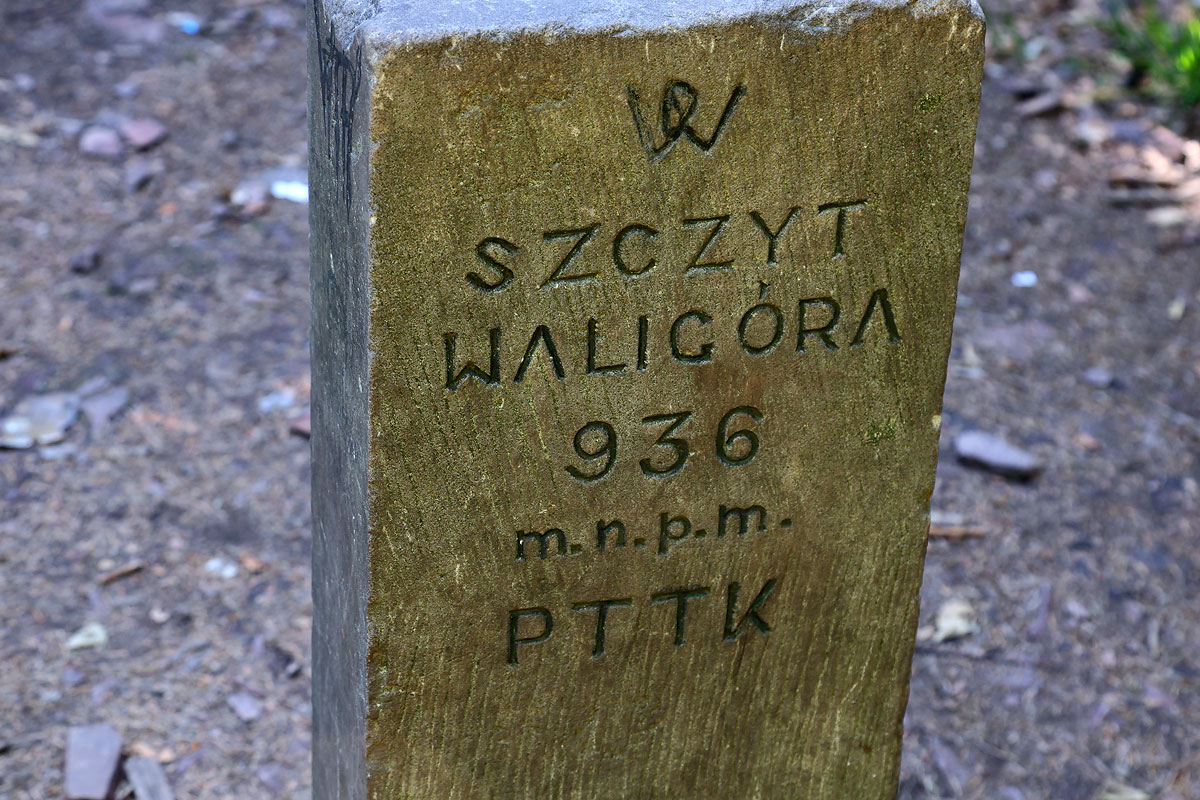 SZCZYT
WALIGÓRA
936
m.n.p.m.
PTTK